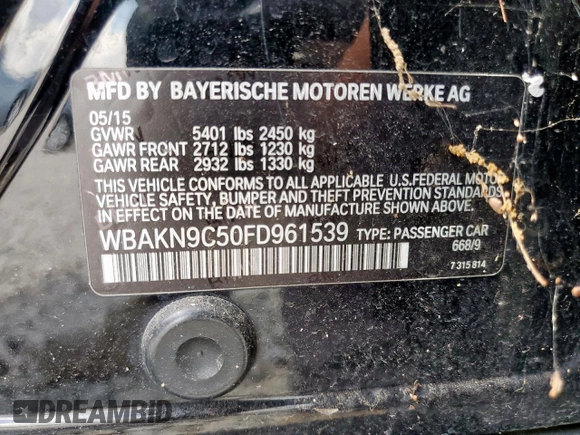 MFD BY BAYERISCHE MOTOREN WERKE AG
05/15
GVWR 5401 lbs 2450 kg
GAWR FRONT 2712 lbs 1230 kg
GAWR REAR 2932 lbs 1330 kg
THIS VEHICLE CONFORMS TO ALL APPLICABLE U.S.FEDERAL MOTOR
VEHICLE SAFETY, BUMPER AND THEFT PREVENTION STANDARDS
IN EFFECT ON THE DATE OF MANUFACTURE SHOWN ABOVE.
WBAKN9C50FD961539 TYPE: PASSENGER CAR
668/9
7 315 814
DREAMBID